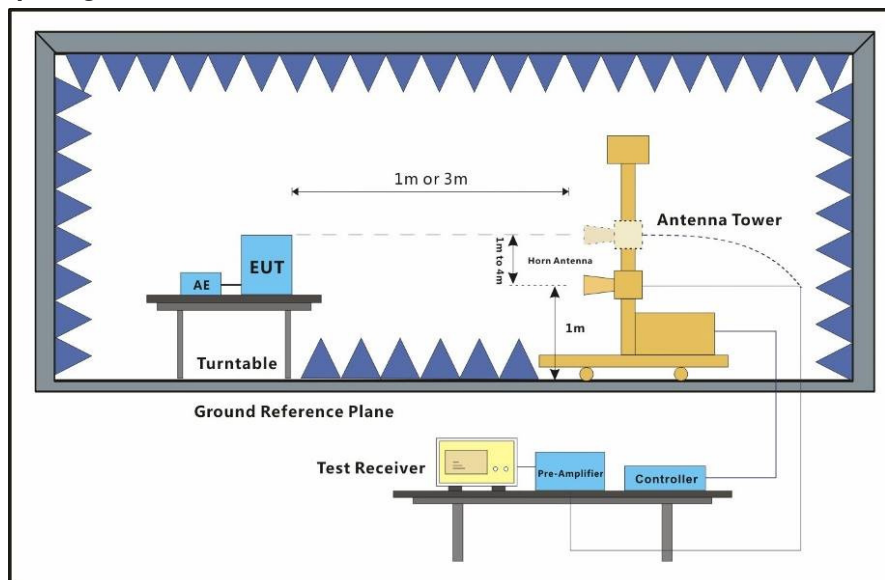 1m or 3m
Antenna Tower
1m to 4m
Horn Antenna
EUT
AE
1m
Turntable
Ground Reference Plane
Test Receiver
Pre-Amplifier
Controller